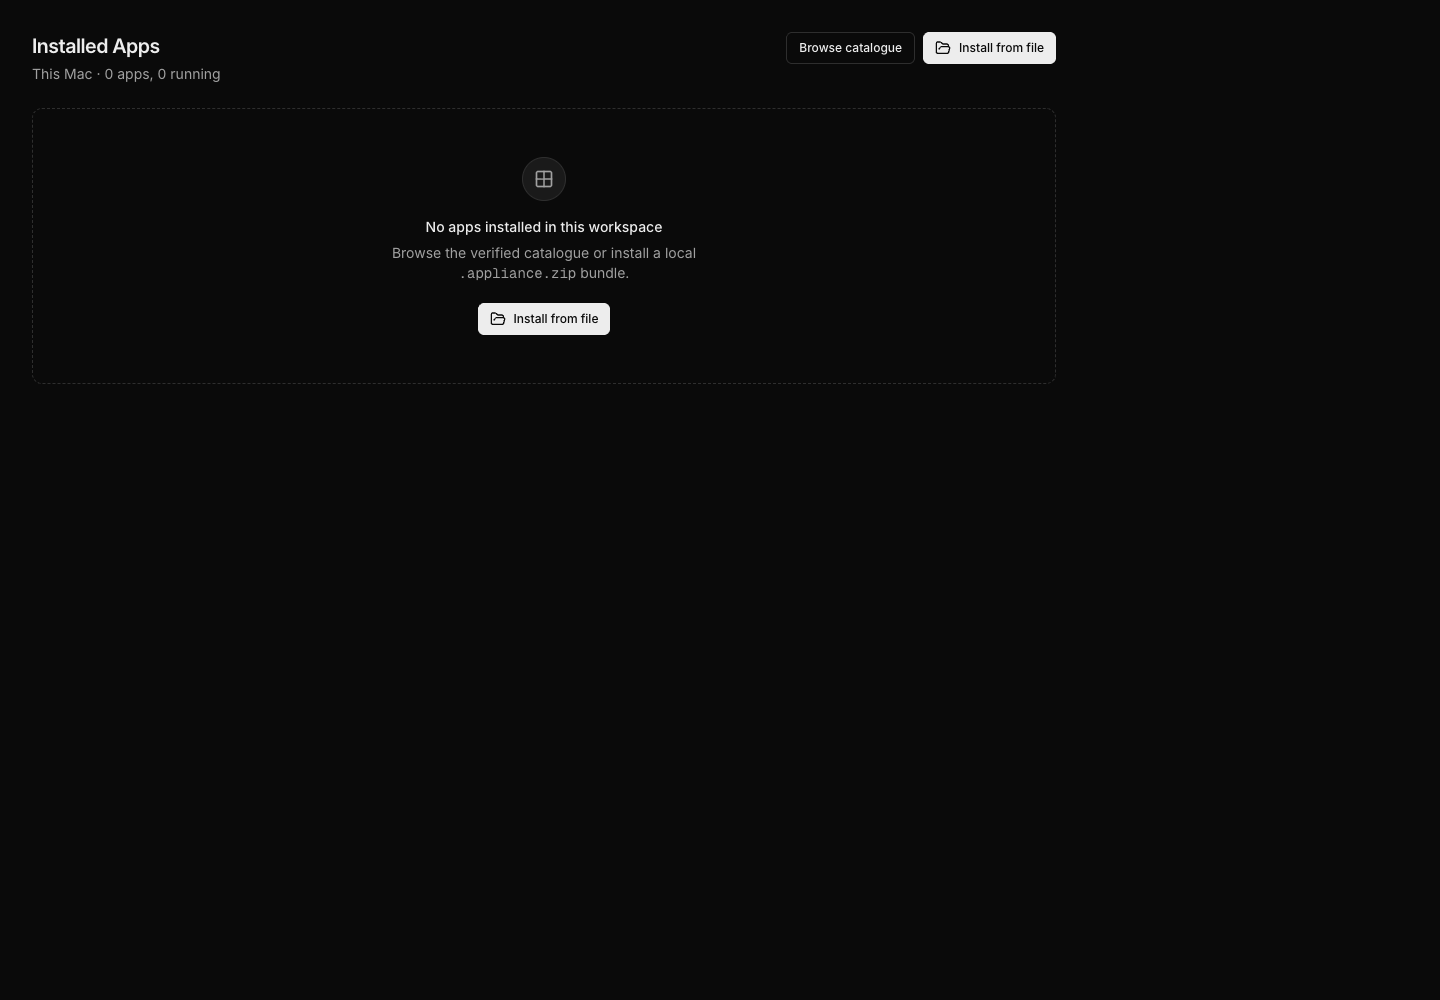 Installed Apps
This Mac · 0 apps, 0 running
Browse catalogue
Install from file
No apps installed in this workspace
Browse the verified catalogue or install a local
.appliance.zip bundle.
Install from file